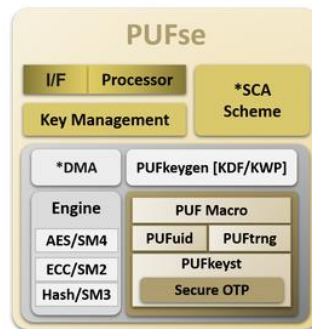 PUFse
I/F Processor
*SCA
Scheme
Key Management
*DMA
PUFkeygen [KDF/KWP]
Engine
AES/SM4
ECC/SM2
Hash/SM3
PUF Macro
PUFuid PUFtrng
PUFkeyst
Secure OTP